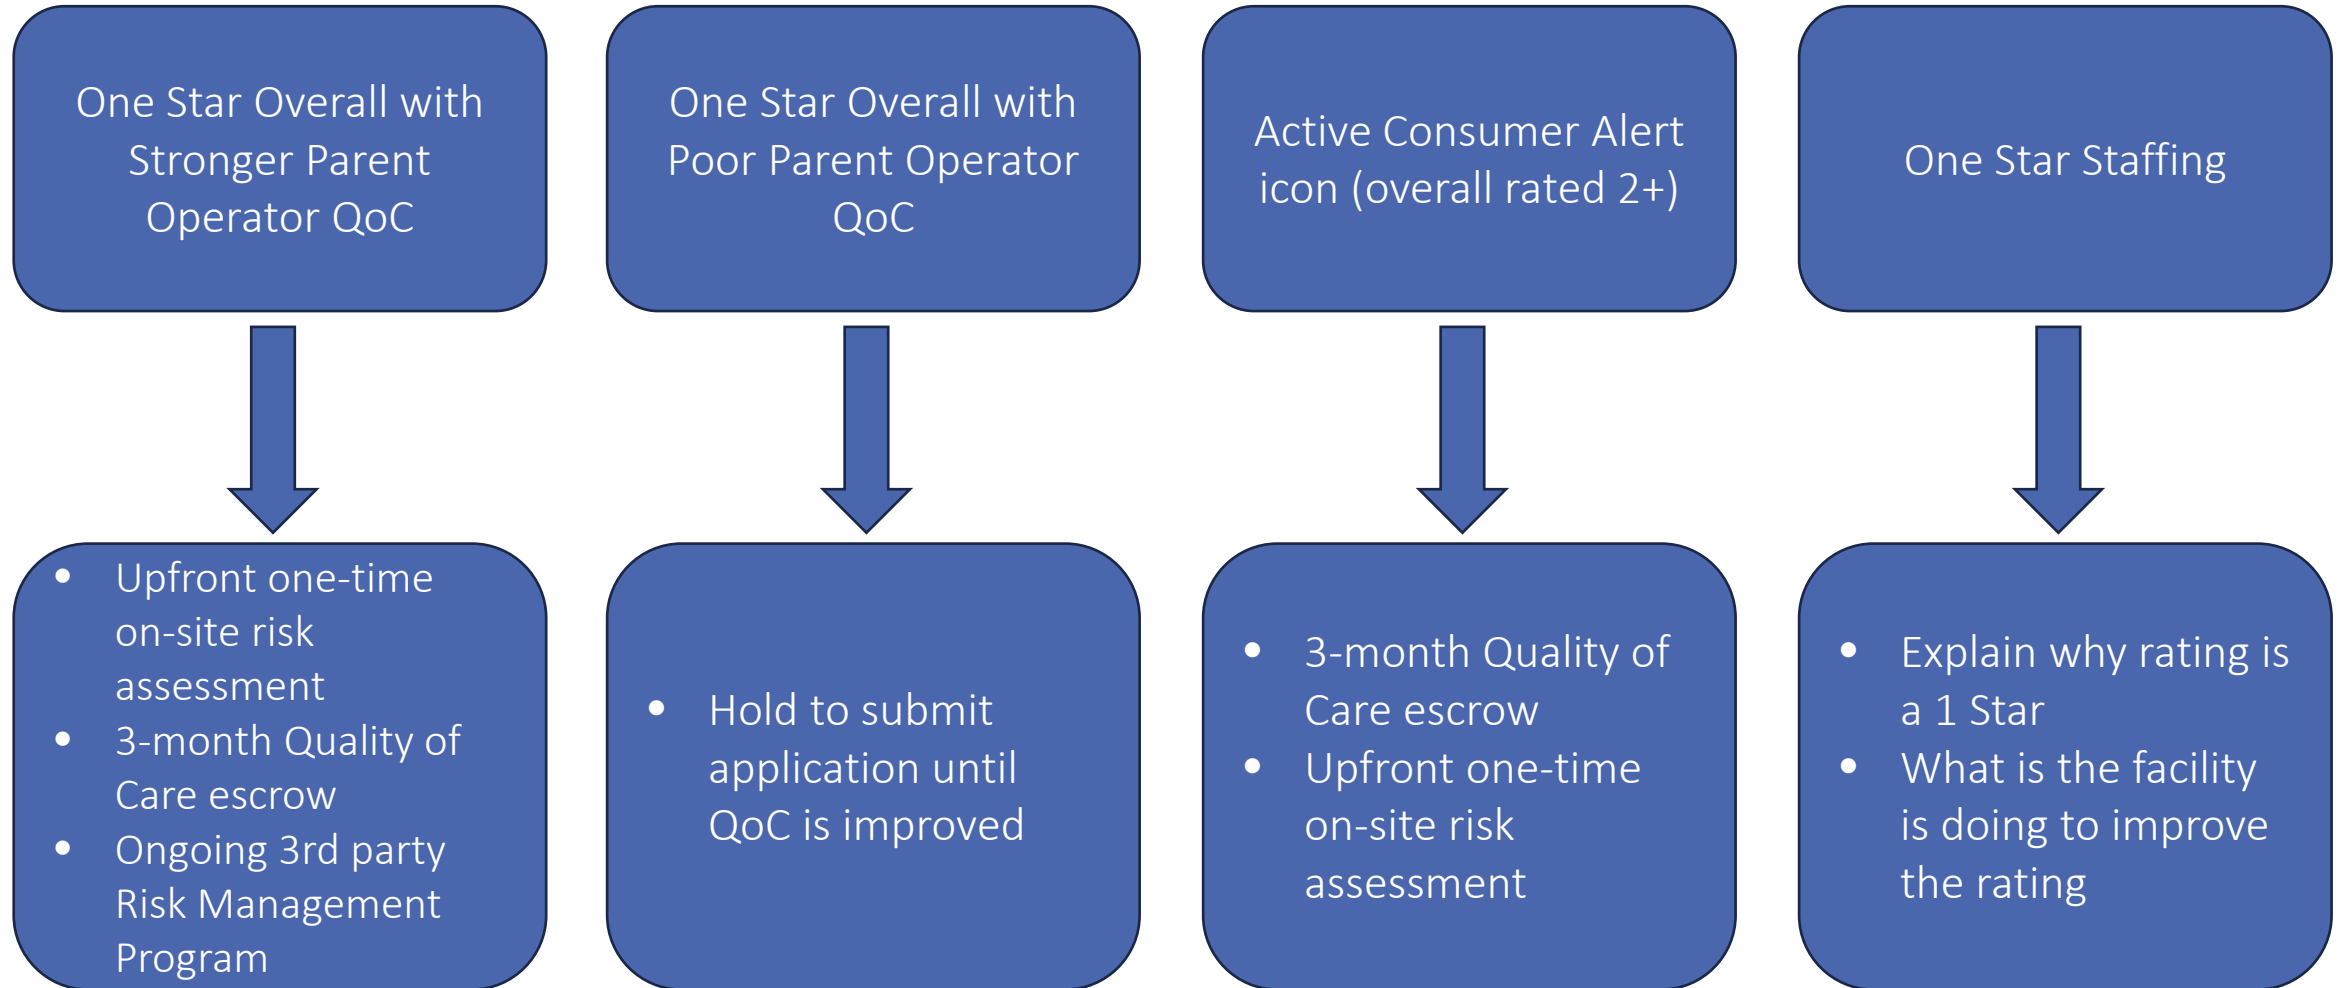 One Star Overall with
Stronger Parent
Operator QoC
One Star Overall with
Poor Parent Operator
QoC
Active Consumer Alert
icon (overall rated 2+)
One Star Staffing
• Upfront one-time
on-site risk
assessment
• 3-month Quality of
Care escrow
• Ongoing 3rd party
Risk Management
Program
• Hold to submit
application until
QoC is improved
• 3-month Quality of
Care escrow
• Upfront one-time
on-site risk
assessment
• Explain why rating is
a 1 Star
• What is the facility
is doing to improve
the rating